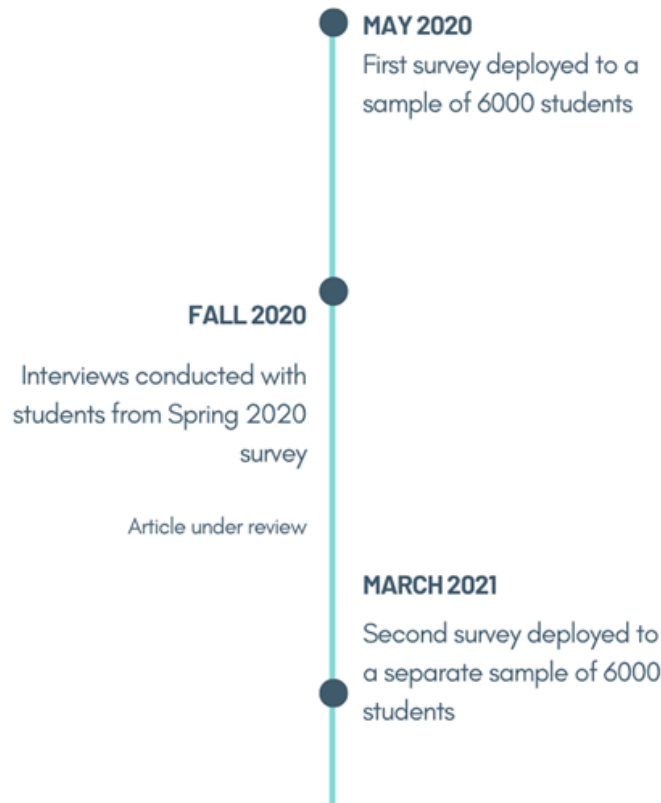 MAY 2020
First survey deployed to a
sample of 6000 students
FALL 2020
Interviews conducted with
students from Spring 2020
survey
Article under review
MARCH 2021
Second survey deployed to
a separate sample of 6000
students